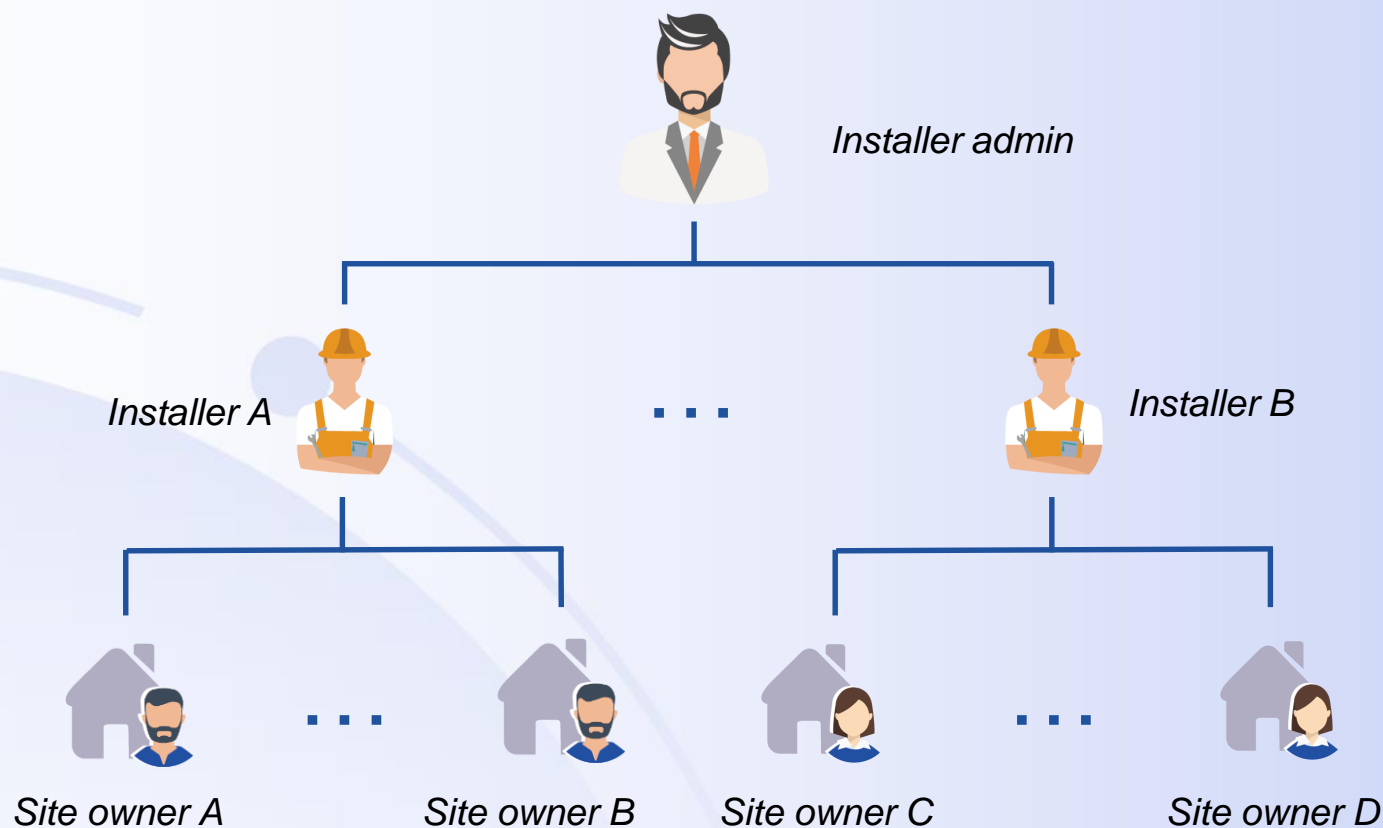 Installer admin
Installer A
...
Installer B
...
...
Site owner A
Site owner B
Site owner C
Site owner D